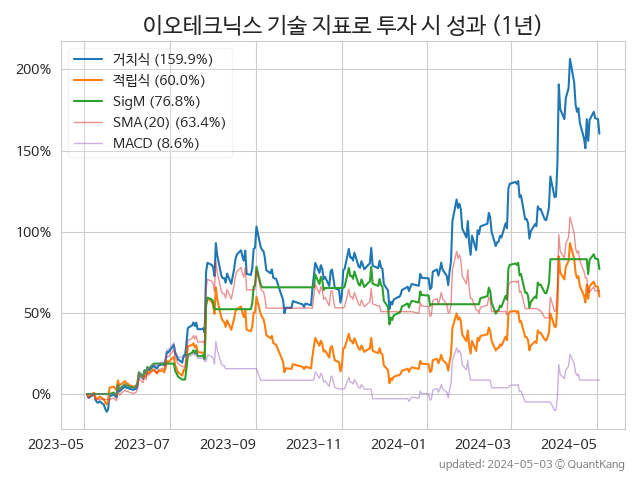 이오테크닉스 기술 지표로 투자 시 성과 (1년)
거치식 (159.9%)
적립식 (60.0%)
SigM (76.8%)
SMA(20) (63.4%)
MACD (8.6%)
200%
150%
100%
50%
0%
2023-05 2023-07 2023-09 2023-11 2024-01 2024-03 2024-05
updated: 2024-05-03 © QuantKang